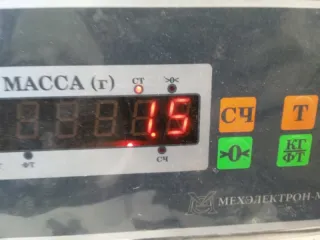 МАССА (г) СТ >0<
1.5
СЧ Т
ФТ СЧ >0< КГ
ФТ
МЕХЭЛЕКТРОН-М